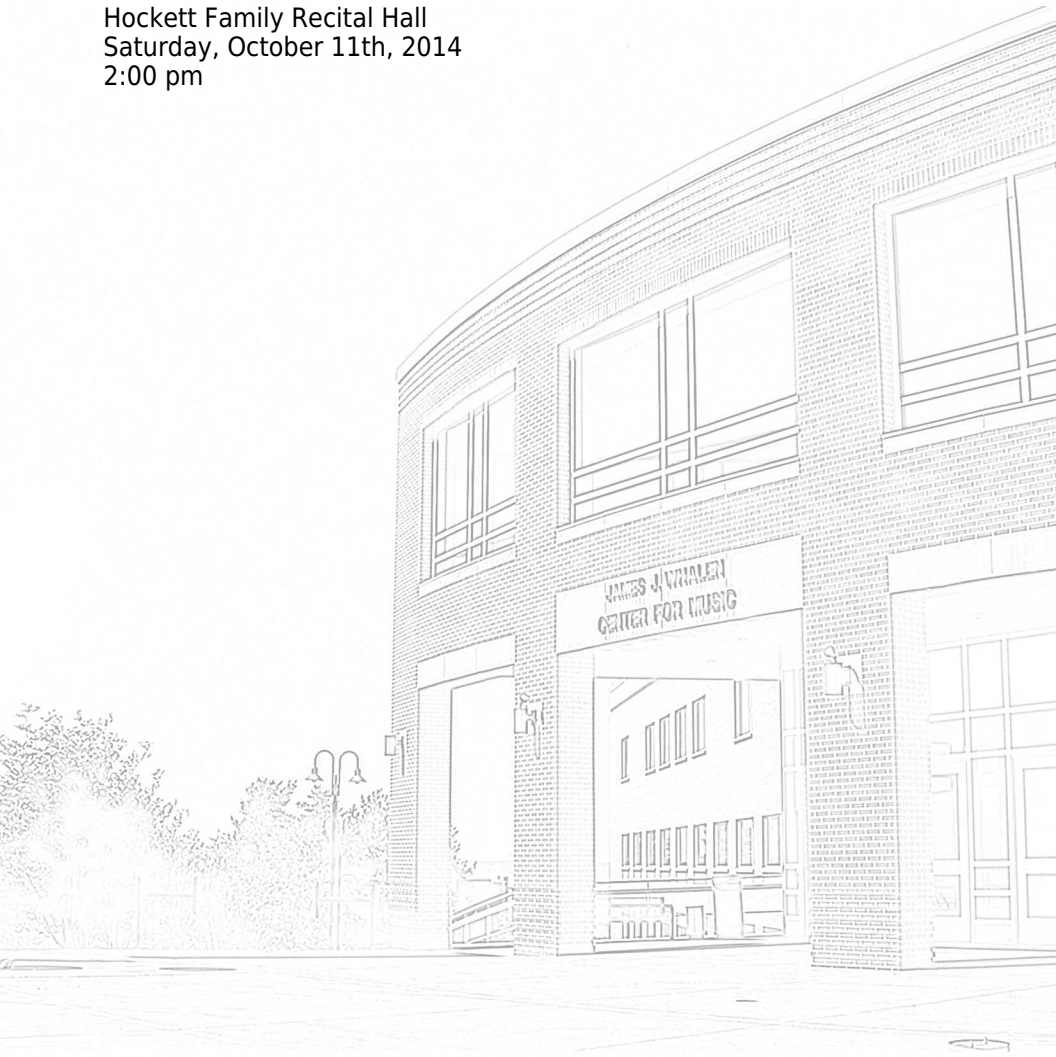 Hockett Family Recital Hall
Saturday, October 11th, 2014
2:00 pm
JAMES J. WHALEN
CENTER FOR MUSIC